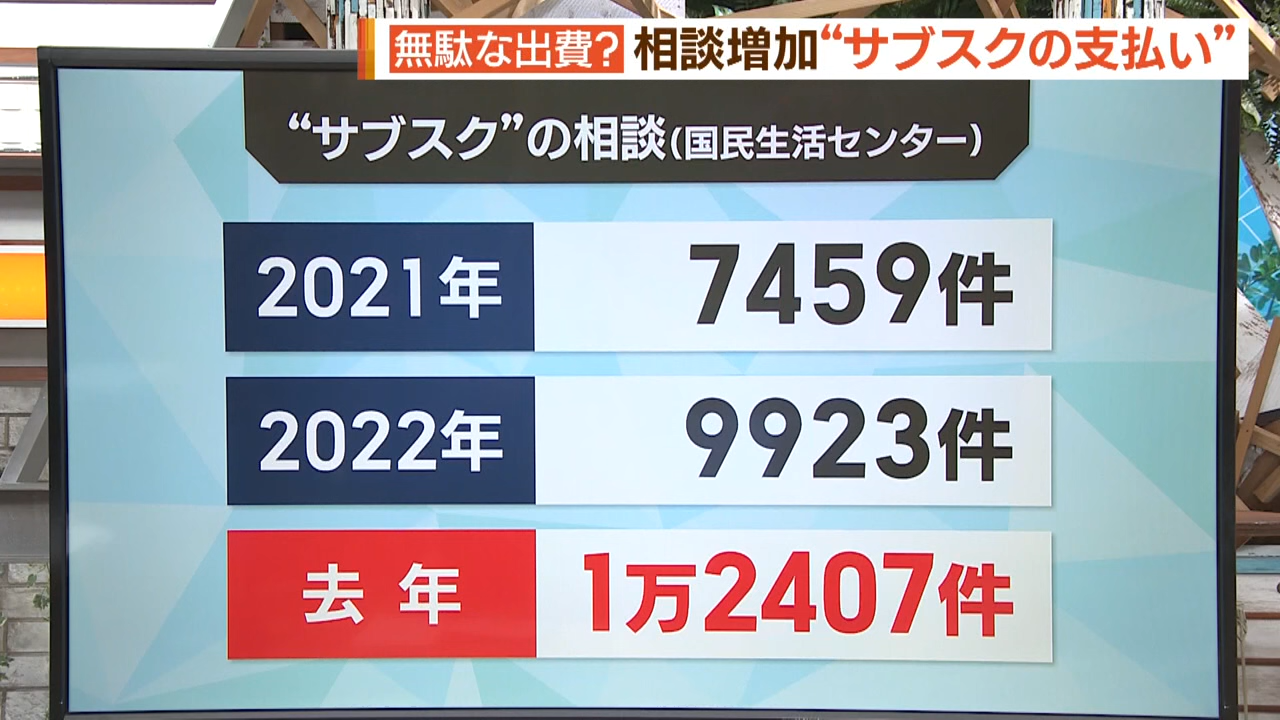 無駄な出費? 相談増加“サブスクの支払い”
“サブスク”の相談(国民生活センター)
2021年 7459件
2022年 9923件
去年 1万2407件